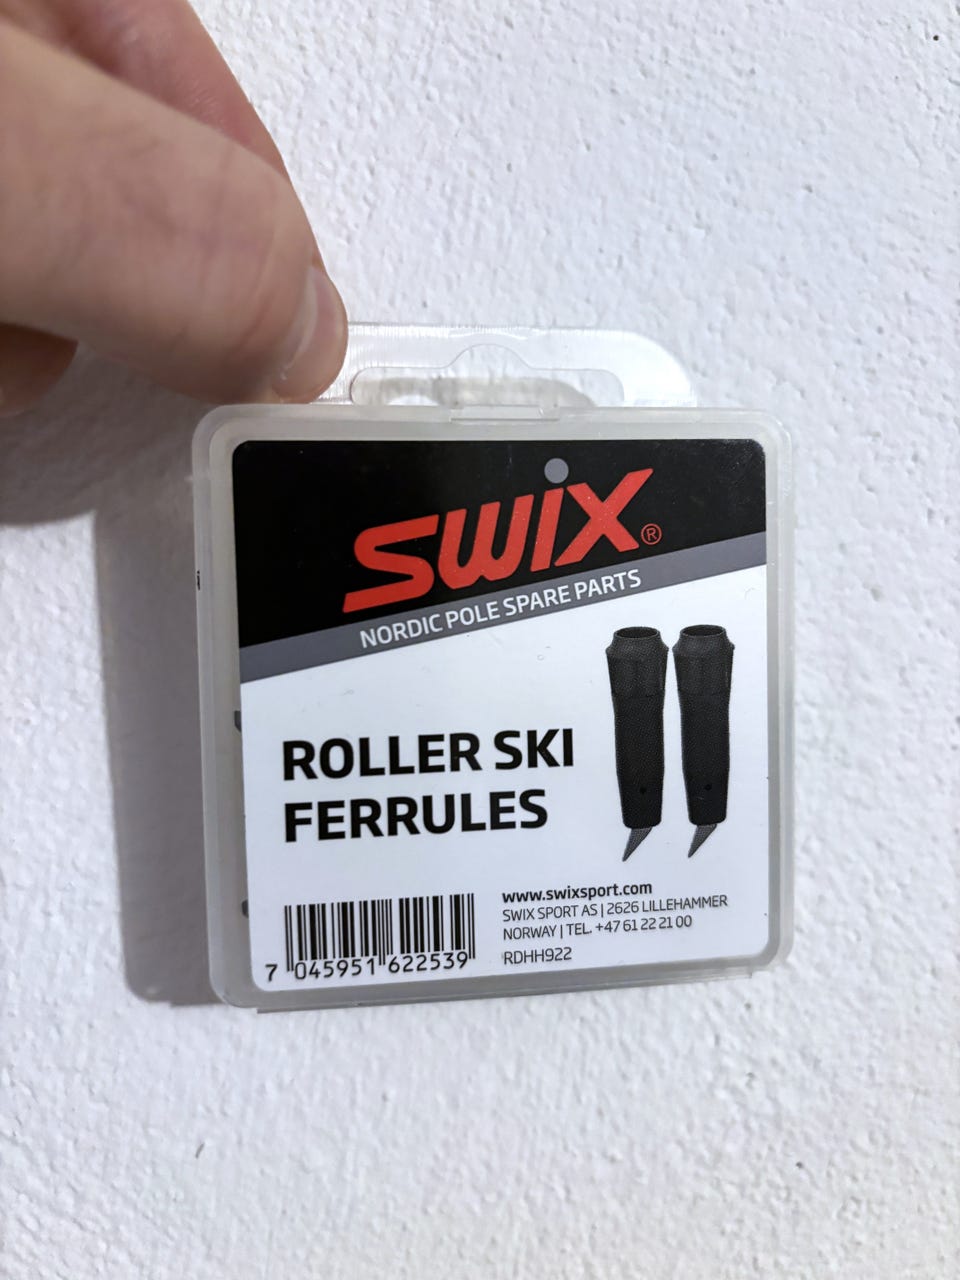 SWIX®
NORDIC POLE SPARE PARTS
ROLLER SKI
FERRULES
www.swixsport.com
SWIX SPORT AS | 2626 LILLEHAMMER
NORWAY | TEL. +47 61 22 21 00
RDHH922
7 045951 622539